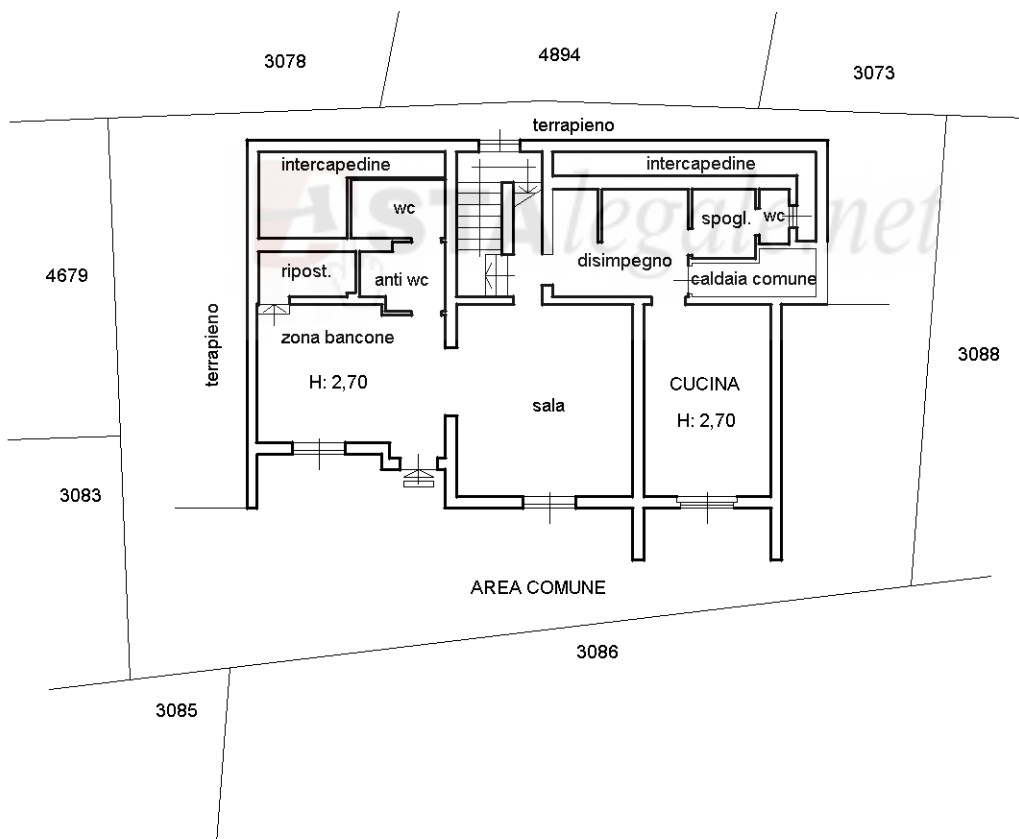 3078
4894
3073
terrapieno
intercapedine
intercapedine
wc
spogl.
wc
ASTAlegale.net
4679
ripost.
anti wc
disimpegno
caldaia comune
terrapieno
zona bancone
H: 2,70
sala
CUCINA
H: 2,70
3088
3083
AREA COMUNE
3086
3085